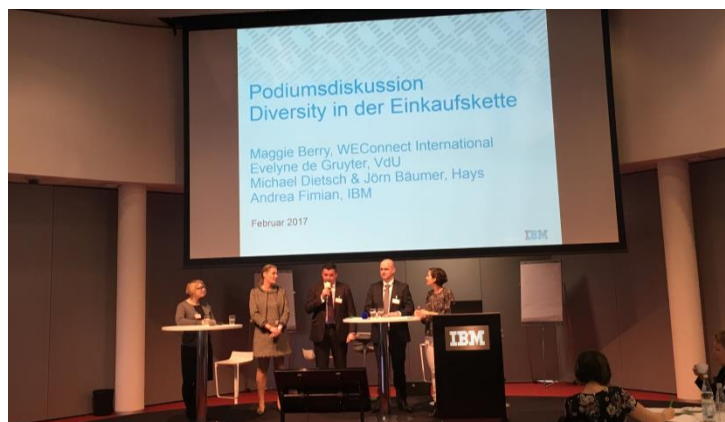 Podiumsdiskussion
Diversity in der Einkaufskette
Maggie Berry, WEConnect International
Evelyne de Gruyter, VdU
Michael Dietsch & Jörn Bäumer, Hays
Andrea Fimian, IBM
Februar 2017
IBM
IBM